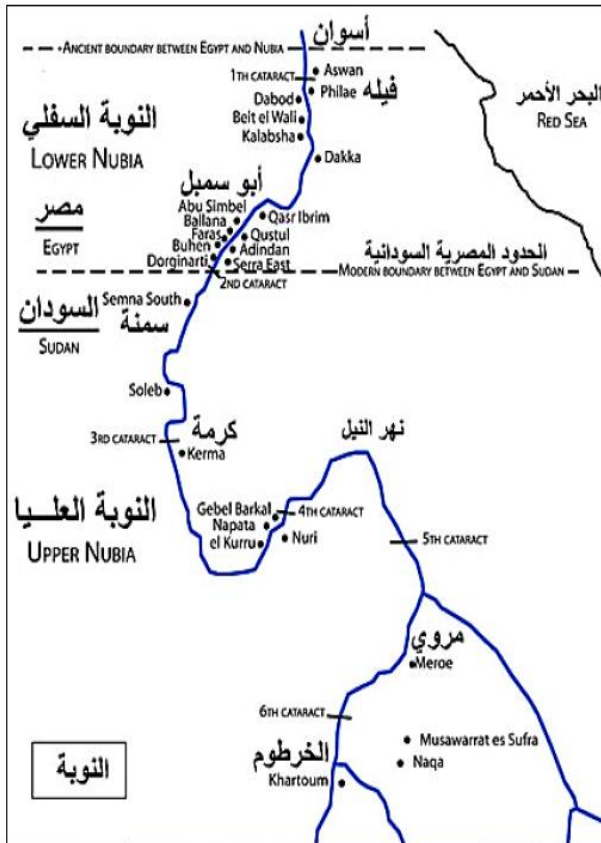 أسوان
ANCIENT BOUNDARY BETWEEN EGYPT AND NUBIA
1TH CATARACT
Aswan
Philae
فيله
Dabod
Beit el Wali
Kalabsha
Dakka
البحر الأحمر
RED SEA
النوبة السفلي
LOWER NUBIA
أبو سمبل
Abu Simbel
Ballana
Faras
Buhen
Dorginarti
Qasr Ibrim
Qustul
Adindan
Serra East
مصر
EGYPT
الحدود المصرية السودانية
MODERN BOUNDARY BETWEEN EGYPT AND SUDAN
2ND CATARACT
السودان
SUDAN
Semna South
سمنة
Soleb
3RD CATARACT
كرمة
Kerma
نهر النيل
النوبة العلـــيا
UPPER NUBIA
Gebel Barkal
Napata
el Kurru
4TH CATARACT
Nuri
5TH CATARACT
مروي
Meroe
6TH CATARACT
الخرطوم
Khartoum
Musawarrat es Sufra
Naqa
النوبة